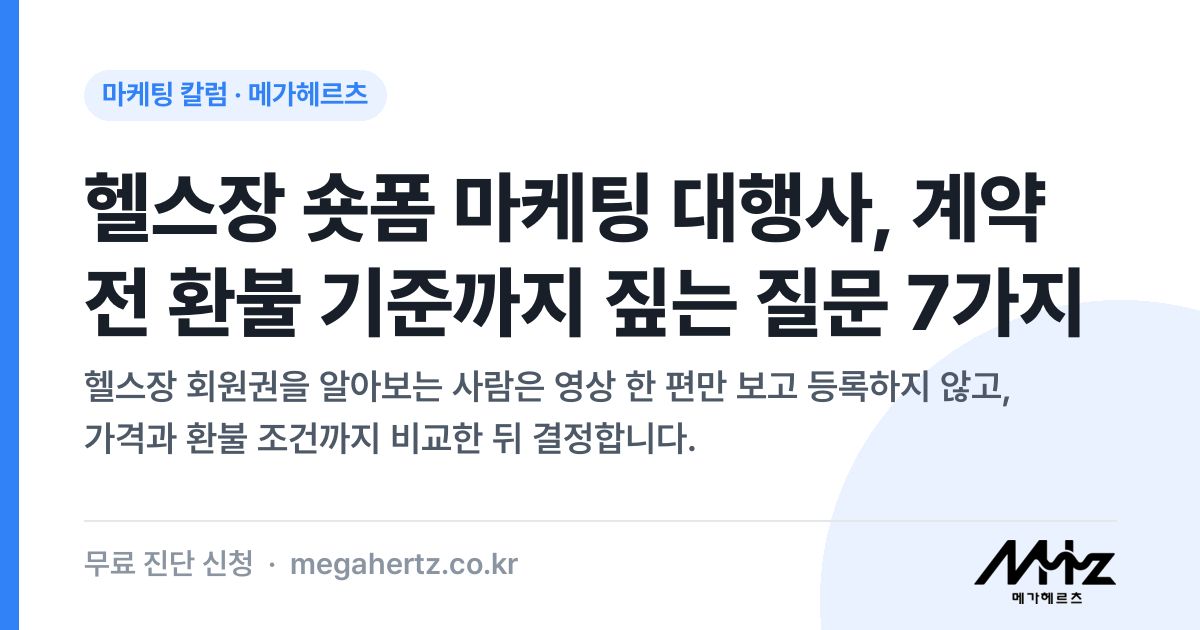 마케팅 칼럼 · 메가헤르츠
헬스장 숏폼 마케팅 대행사, 계약
전 환불 기준까지 짚는 질문 7가지
헬스장 회원권을 알아보는 사람은 영상 한 편만 보고 등록하지 않고,
가격과 환불 조건까지 비교한 뒤 결정합니다.
무료 진단 신청 · megahertz.co.kr
MHz
메가헤르츠